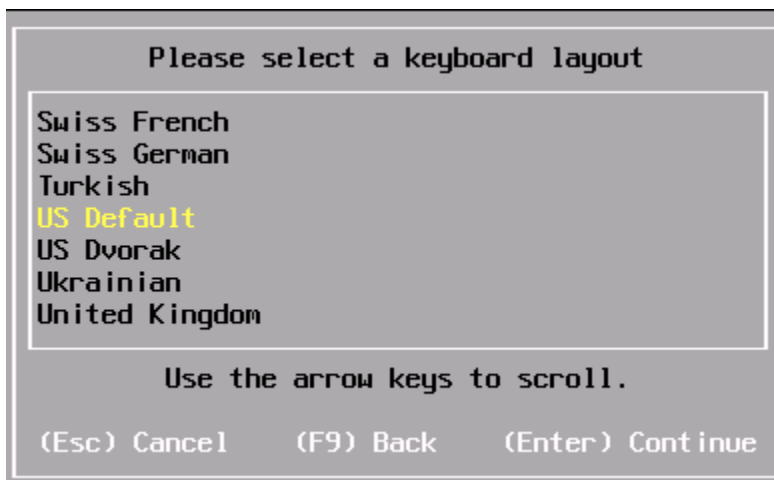 Please select a keyboard layout
Swiss French
Swiss German
Turkish
US Default
US Dvorak
Ukrainian
United Kingdom
Use the arrow keys to scroll.
(Esc) Cancel (F9) Back (Enter) Continue